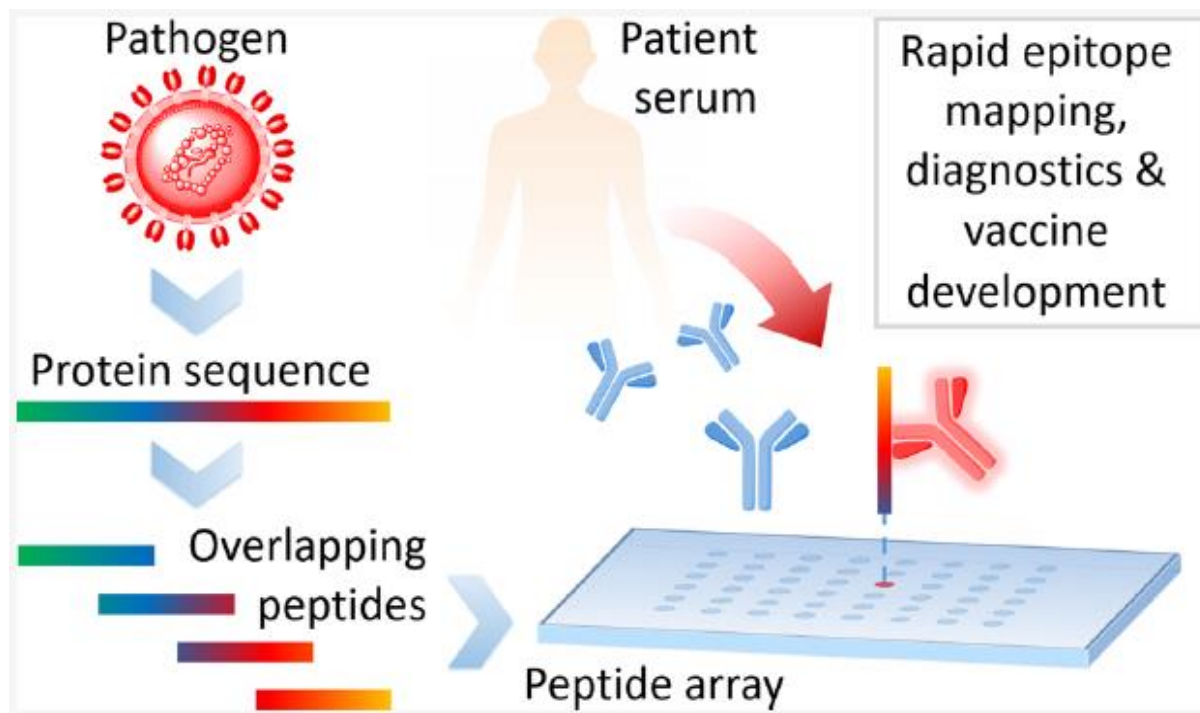 Pathogen
Protein sequence
Overlapping
peptides
Patient
serum
Rapid epitope
mapping,
diagnostics &
vaccine
development
Peptide array